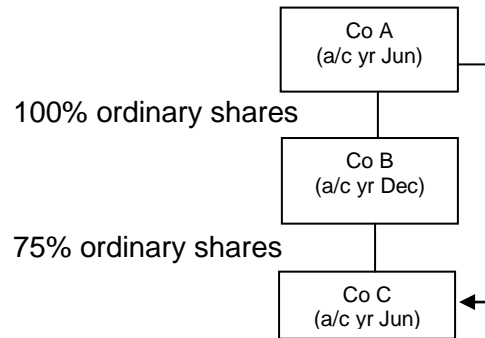 Co A
(a/c yr Jun)
100% ordinary shares
Co B
(a/c yr Dec)
75% ordinary shares
Co C
(a/c yr Jun)